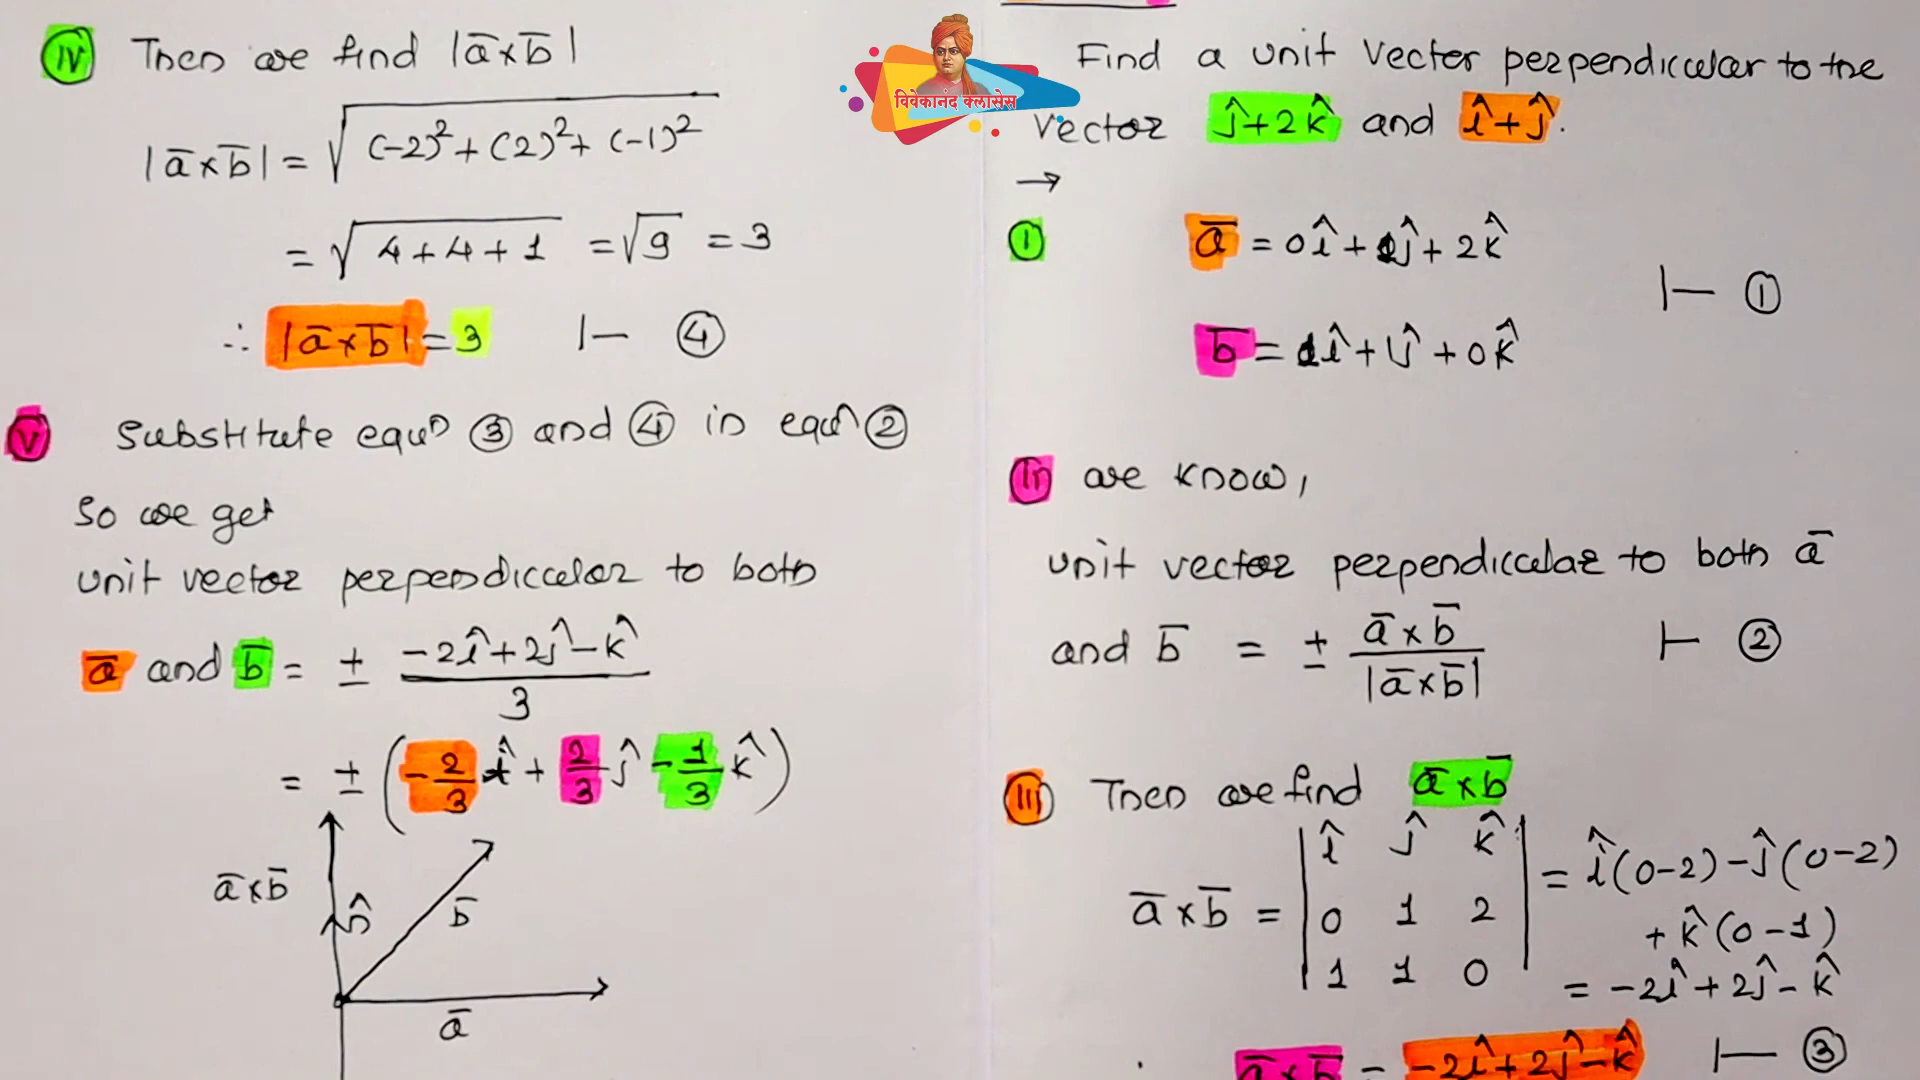 Find a unit vector perpendicular to the
vector ĵ+2k̂ and î+ĵ.
→
(I) a̅ = 0î + 1ĵ + 2k̂
|— ①
b̅ = 1î + 1ĵ + 0k̂
(II) we know,
unit vector perpendicular to both a̅
and b̅ = ± a̅×b̅ / |a̅×b̅| |— ②
(III) Then we find a̅×b̅
a̅×b̅ = | î ĵ k̂ |
| 0 1 2 |
| 1 1 0 |
= î(0-2) - ĵ(0-2)
+ k̂(0-1)
= -2î + 2ĵ - k̂
∴ a̅×b̅ = -2î + 2ĵ - k̂ |— ③
(IV) Then we find |a̅×b̅|
|a̅×b̅| = √((-2)² + (2)² + (-1)²)
= √(4+4+1) = √9 = 3
∴ |a̅×b̅| = 3 |— ④
(V) Substitute equn ③ and ④ in equn ②
So we get
unit vector perpendicular to both
a̅ and b̅ = ± (-2î + 2ĵ - k̂) / 3
= ± (-2/3 î + 2/3 ĵ - 1/3 k̂)
a̅×b̅
n̂
b̅
a̅
विवेकानंद क्लासेस